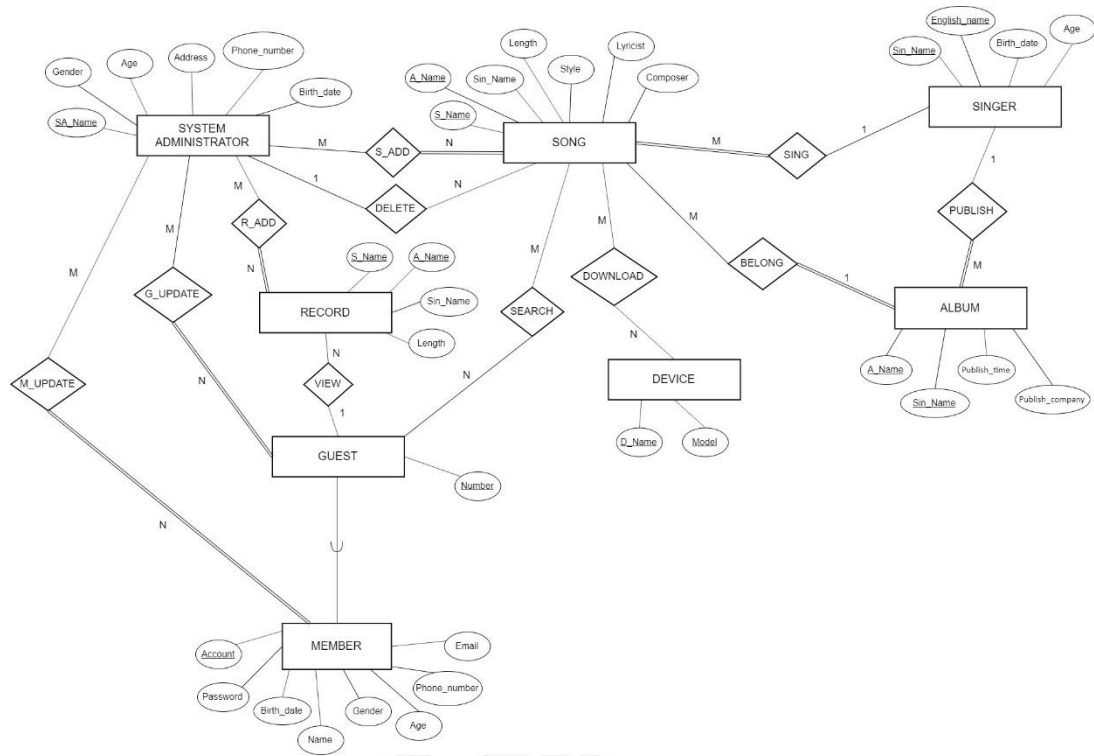 English_name
Phone_number
Length
Lyricist
Age
Age
Address
Sin_Name
Birth_date
Gender
A_Name
Sin_Name
Style
Composer
Birth_date
SA_Name
S_Name
SINGER
SYSTEM
ADMINISTRATOR
SONG
M
S_ADD
N
M
SING
1
M
1
DELETE
N
1
R_ADD
PUBLISH
M
M
M
M
S_Name
A_Name
N
BELONG
1
M
M
G_UPDATE
DOWNLOAD
RECORD
Sin_Name
SEARCH
ALBUM
Length
N
N
M_UPDATE
N
VIEW
N
DEVICE
A_Name
Publish_time
1
Sin_Name
Publish_company
D_Name
Model
GUEST
Number
N
MEMBER
Account
Email
Password
Phone_number
Birth_date
Gender
Age
Name